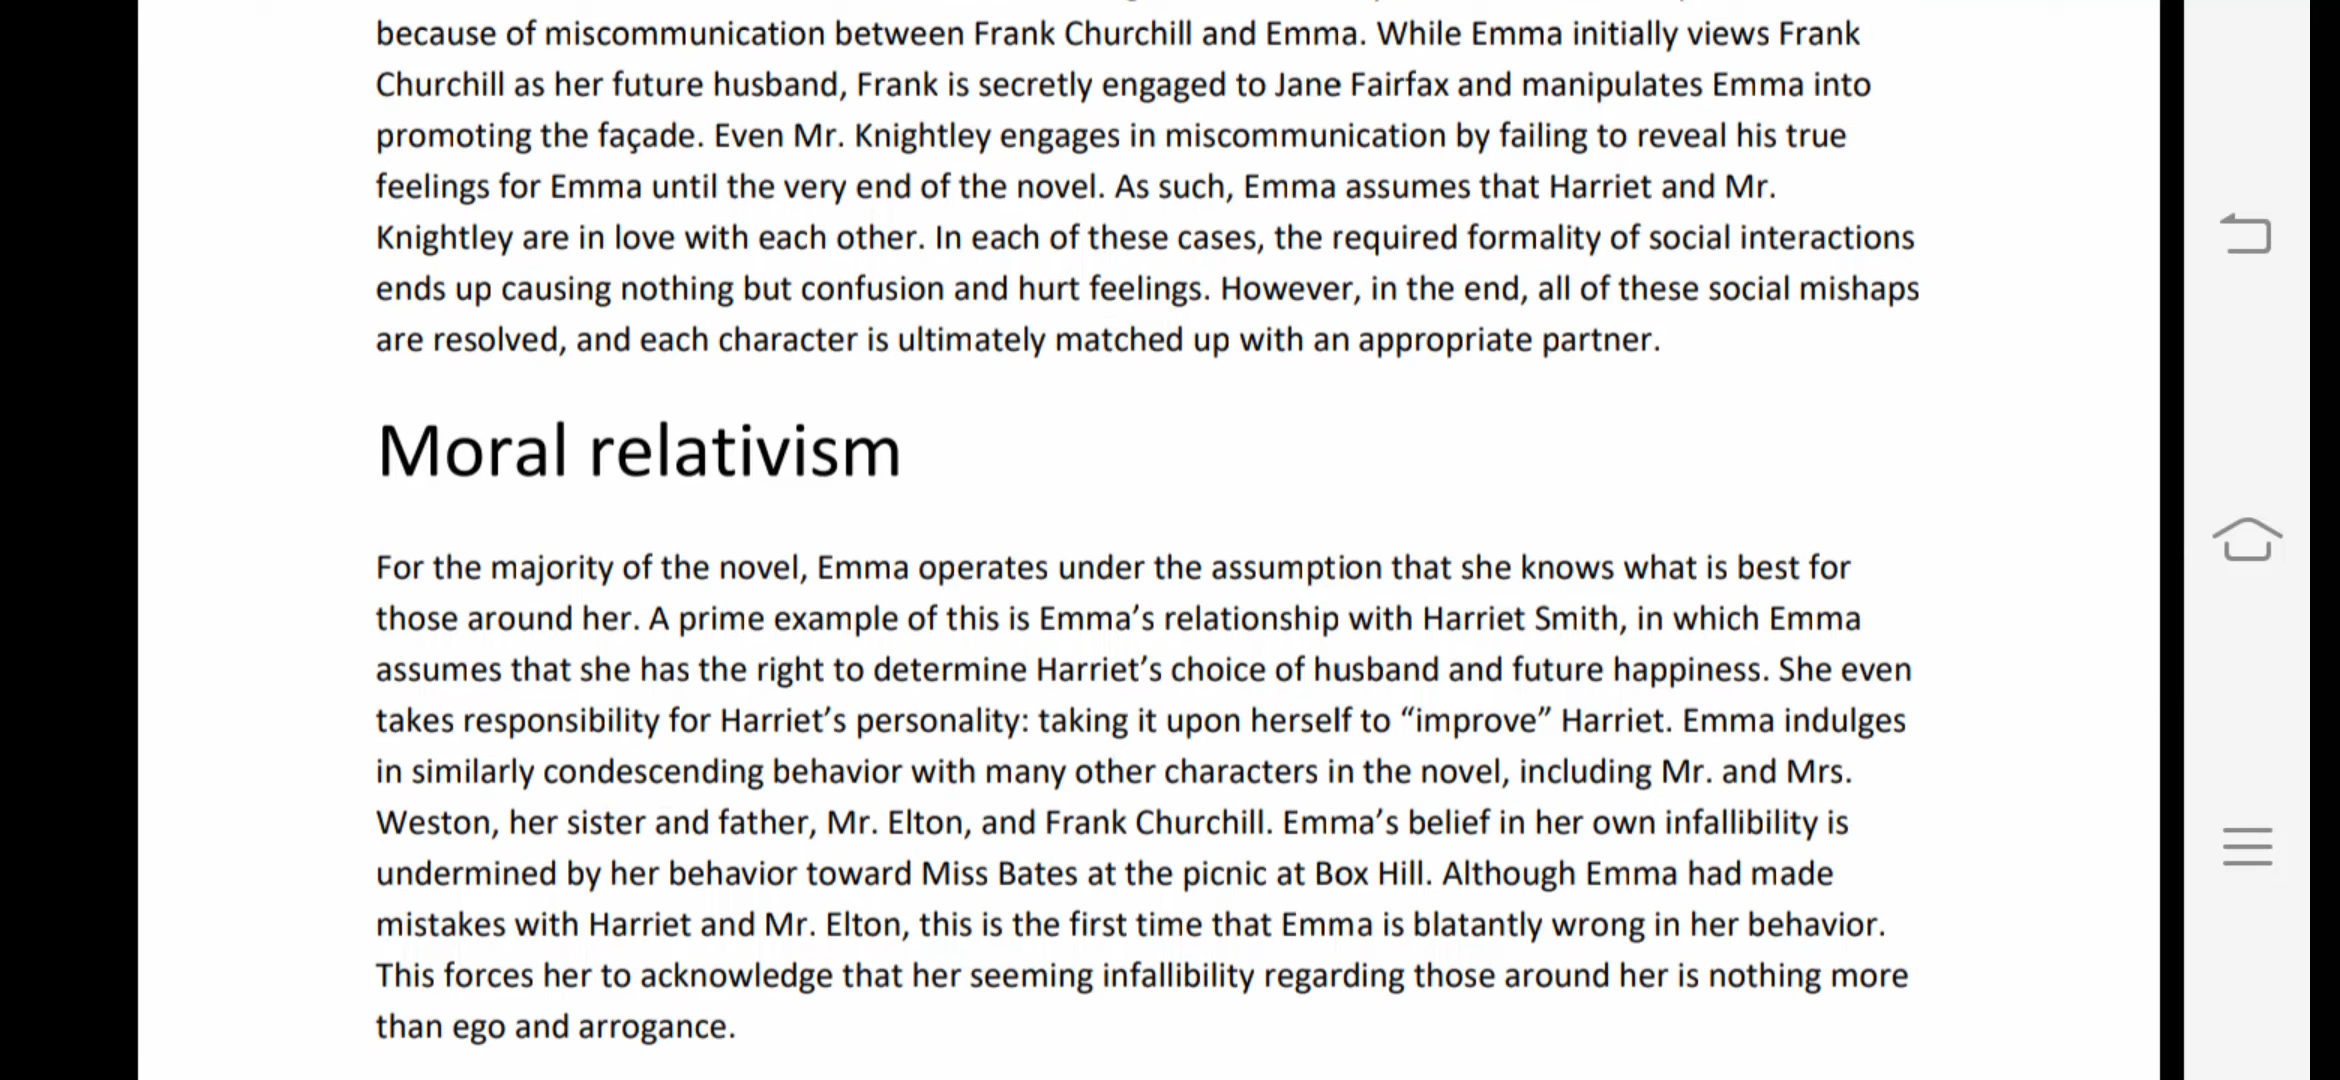 because of miscommunication between Frank Churchill and Emma. While Emma initially views Frank
Churchill as her future husband, Frank is secretly engaged to Jane Fairfax and manipulates Emma into
promoting the façade. Even Mr. Knightley engages in miscommunication by failing to reveal his true
feelings for Emma until the very end of the novel. As such, Emma assumes that Harriet and Mr.
Knightley are in love with each other. In each of these cases, the required formality of social interactions
ends up causing nothing but confusion and hurt feelings. However, in the end, all of these social mishaps
are resolved, and each character is ultimately matched up with an appropriate partner.
Moral relativism
For the majority of the novel, Emma operates under the assumption that she knows what is best for
those around her. A prime example of this is Emma’s relationship with Harriet Smith, in which Emma
assumes that she has the right to determine Harriet’s choice of husband and future happiness. She even
takes responsibility for Harriet’s personality: taking it upon herself to “improve” Harriet. Emma indulges
in similarly condescending behavior with many other characters in the novel, including Mr. and Mrs.
Weston, her sister and father, Mr. Elton, and Frank Churchill. Emma’s belief in her own infallibility is
undermined by her behavior toward Miss Bates at the picnic at Box Hill. Although Emma had made
mistakes with Harriet and Mr. Elton, this is the first time that Emma is blatantly wrong in her behavior.
This forces her to acknowledge that her seeming infallibility regarding those around her is nothing more
than ego and arrogance.